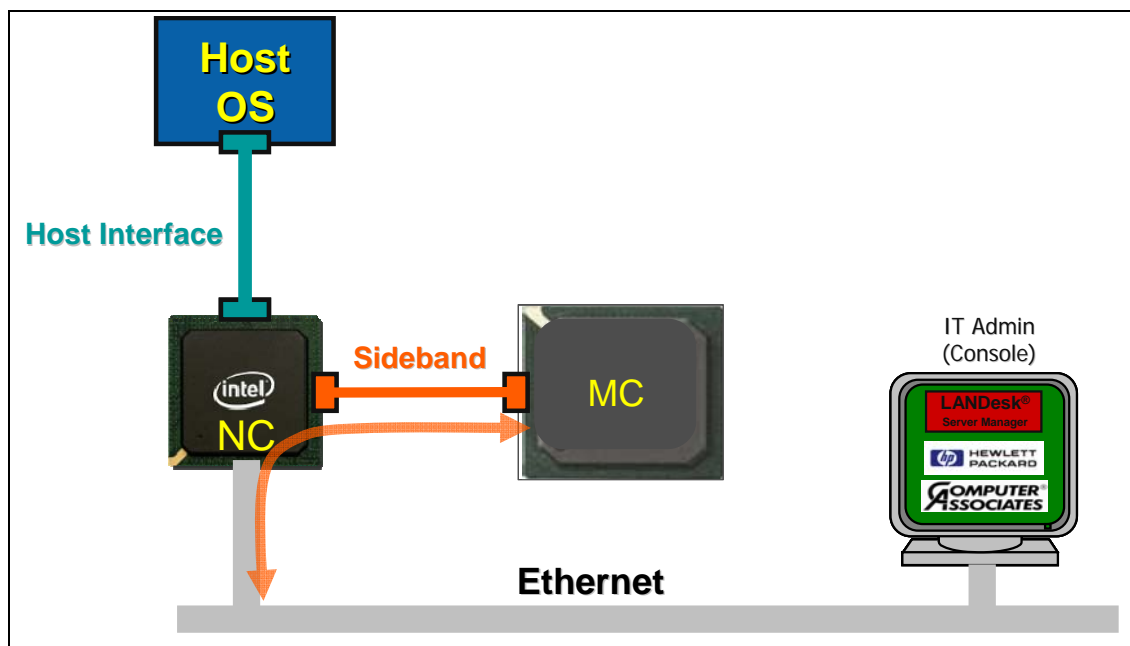 Host
OS
Host Interface
intel
NC
Sideband
MC
IT Admin
(Console)
LANDesk®
Server Manager
hp HEWLETT
PACKARD
COMPUTER®
ASSOCIATES
Ethernet